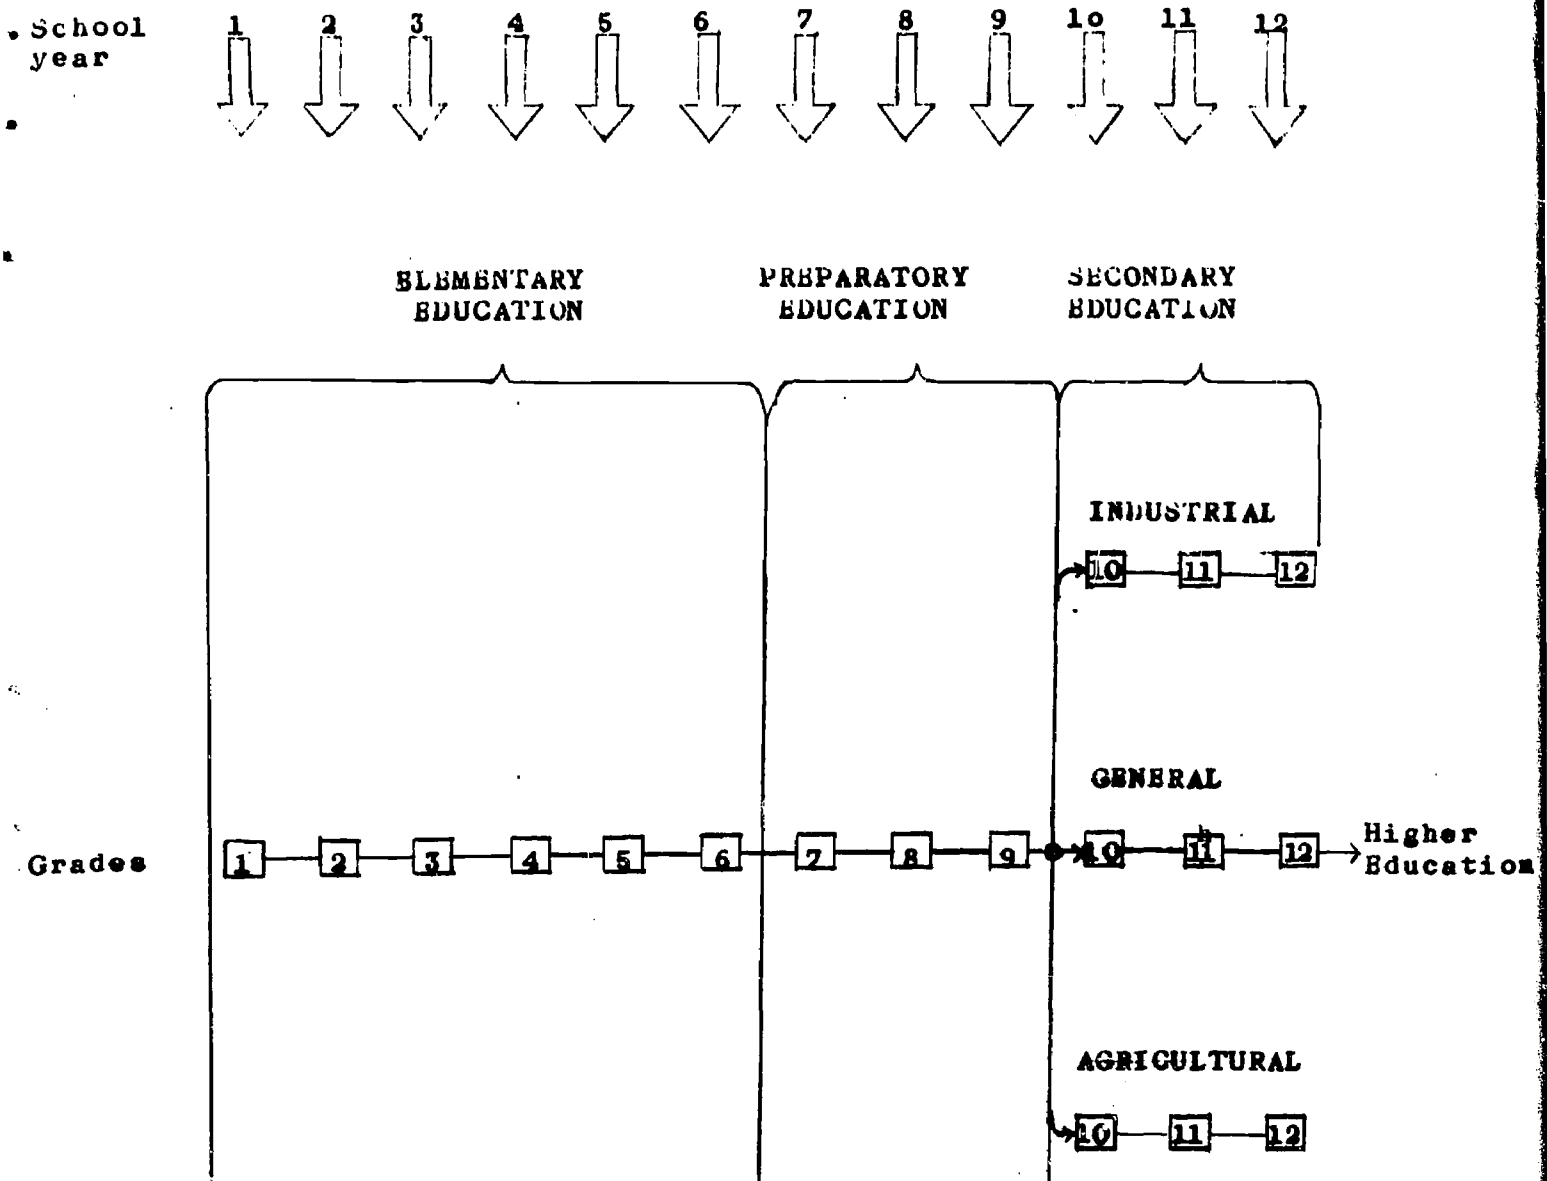 School 1 2 3 4 5 6 7 8 9 1o 11 12
year
ELEMENTARY PREPARATORY SECONDARY
EDUCATION EDUCATION EDUCATION
INDUSTRIAL
10 11 12
GENERAL
Higher
Grades 1 2 3 4 5 6 7 8 9 10 11 12
Education
AGRICULTURAL
10 11 12